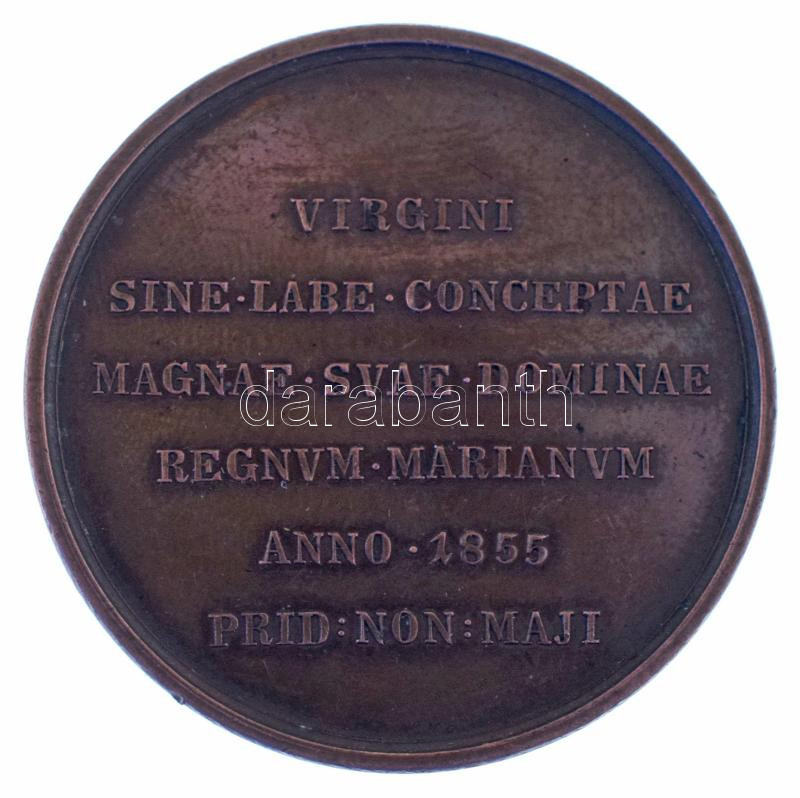 VIRGINI
SINE·LABE·CONCEPTAE
MAGNAE·SVAE·DOMINAE
darabanth
REGNVM·MARIANVM
ANNO·1855
PRID:NON:MAJI